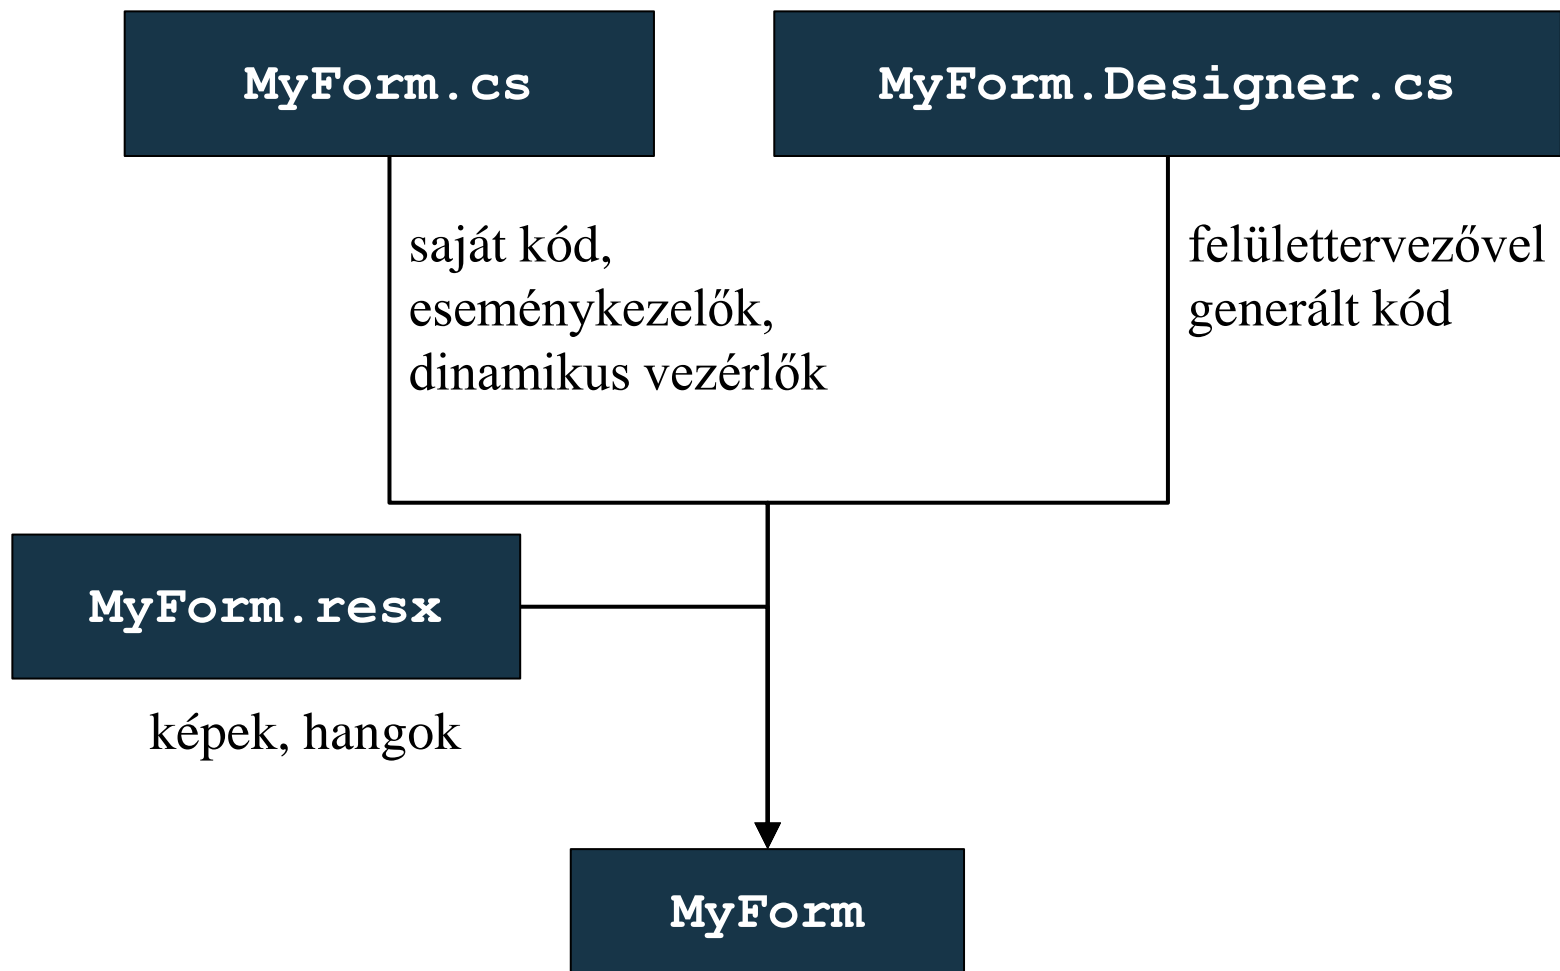 MyForm.cs
MyForm.Designer.cs
saját kód,
eseménykezelők,
dinamikus vezérlők
felülettervezővel
generált kód
MyForm.resx
képek, hangok
MyForm